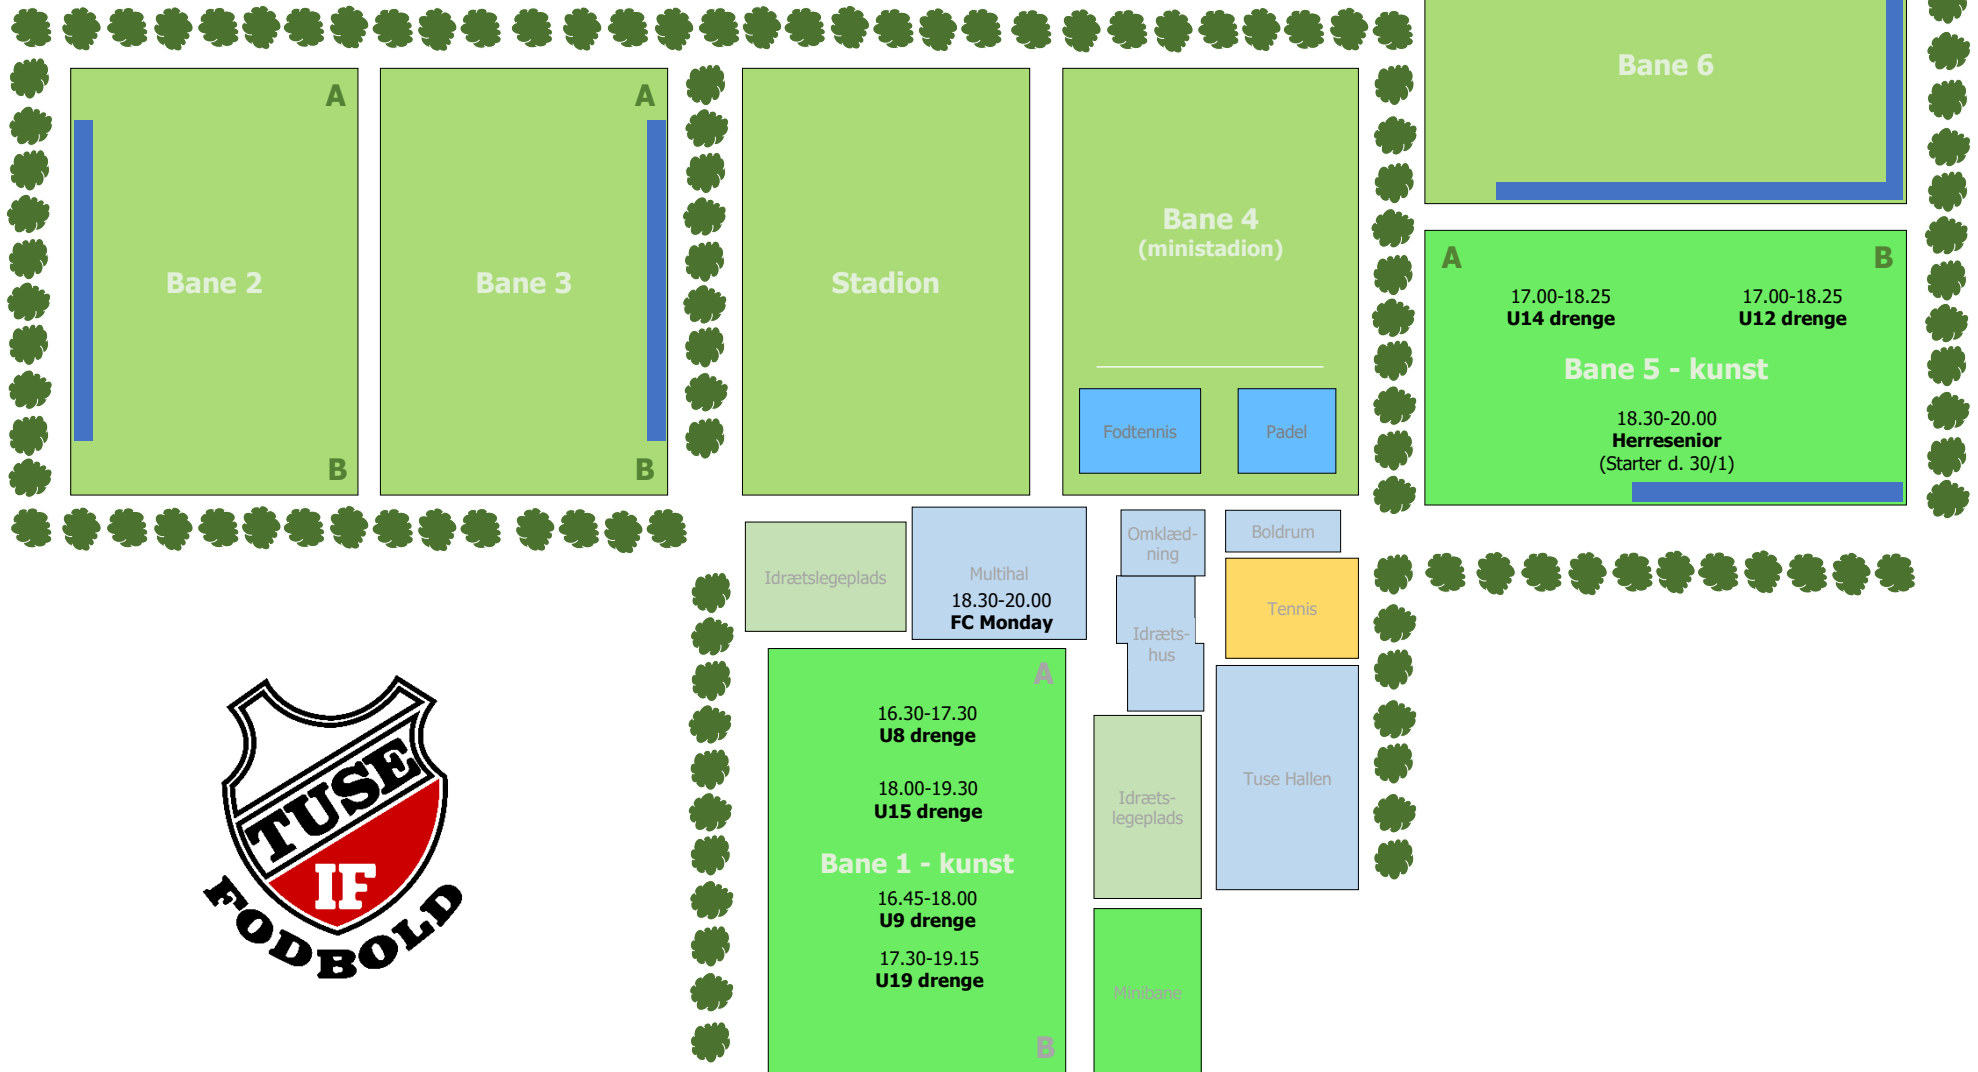 Bane 6
A
Bane 2
B
A
Bane 3
B
Stadion
Bane 4
(ministadion)
Fodtennis
Padel
A
B
17.00-18.25
U14 drenge
17.00-18.25
U12 drenge
Bane 5 - kunst
18.30-20.00
Herresenior
(Starter d. 30/1)
Idrætslegeplads
Multihal
18.30-20.00
FC Monday
Omklæd-
ning
Boldrum
Idræts-
hus
Tennis
A
16.30-17.30
U8 drenge
18.00-19.30
U15 drenge
Bane 1 - kunst
16.45-18.00
U9 drenge
17.30-19.15
U19 drenge
B
Idræts-
legeplads
Tuse Hallen
Minibane
TUSE
IF
FODBOLD